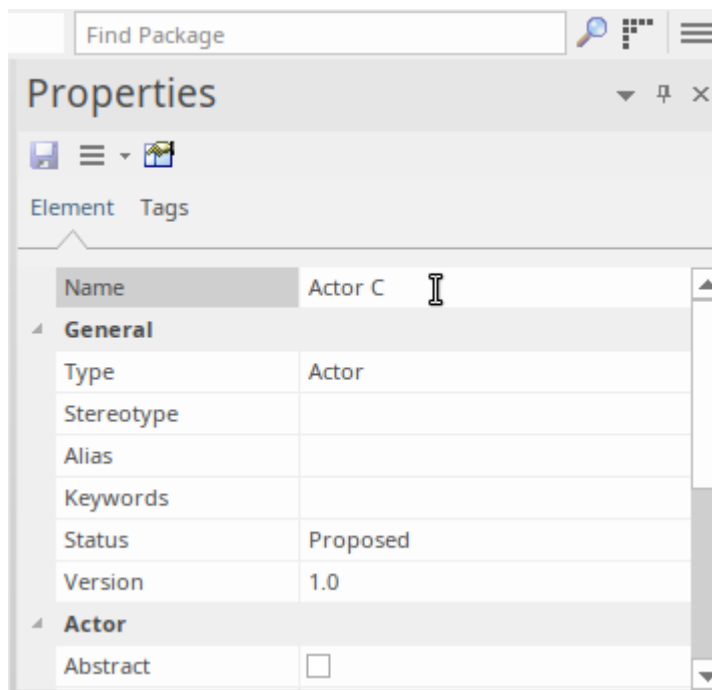 Find Package
Properties
Element Tags
Name Actor C
General
Type Actor
Stereotype
Alias
Keywords
Status Proposed
Version 1.0
Actor
Abstract